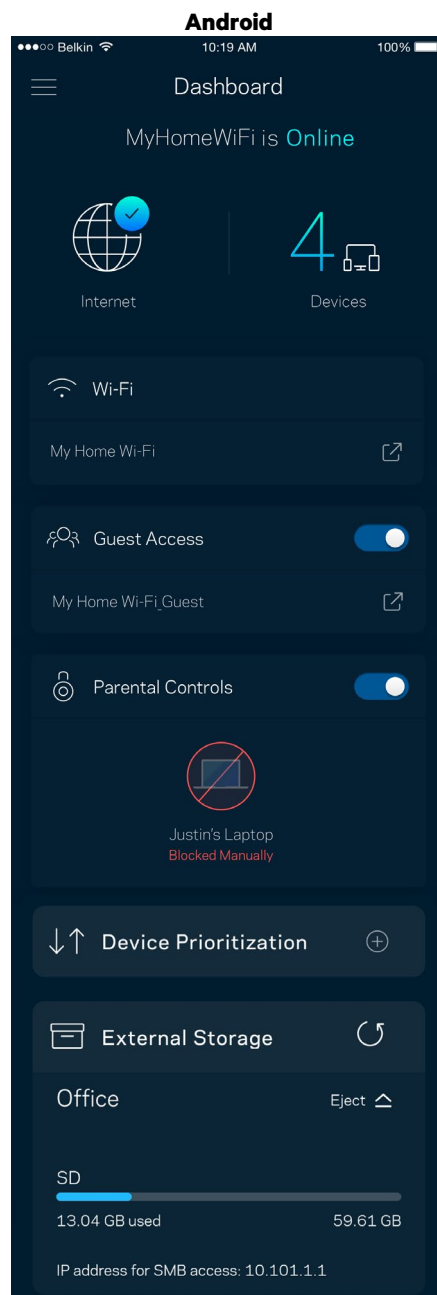 Android
Belkin 10:19 AM 100%
Dashboard
MyHomeWiFi is Online
4
Internet Devices
Wi-Fi
My Home Wi-Fi
Guest Access
My Home Wi-Fi_Guest
Parental Controls
Justin's Laptop
Blocked Manually
Device Prioritization
External Storage
Office Eject
SD
13.04 GB used 59.61 GB
IP address for SMB access: 10.101.1.1